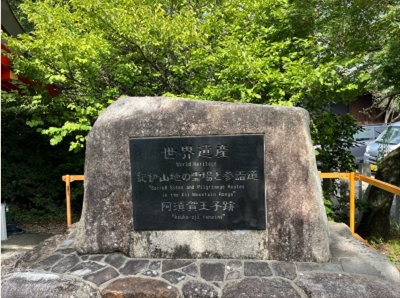 世界遺産
World Heritage
紀伊山地の霊場と参詣道
"Sacred Sites and Pilgrimage Routes
in the Kii Mountain Range"
阿須賀王子跡
"Asuka-oji remains"